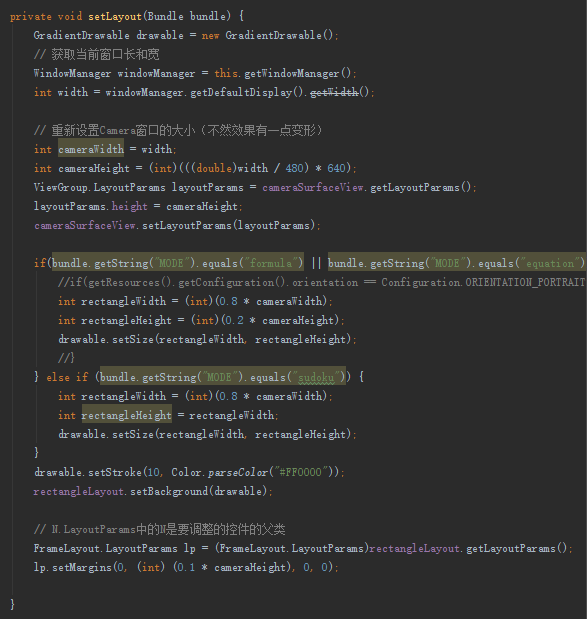 private void setLayout(Bundle bundle) {
GradientDrawable drawable = new GradientDrawable();
// 获取当前窗口长和宽
WindowManager windowManager = this.getWindowManager();
int width = windowManager.getDefaultDisplay().getWidth();
// 重新设置Camera窗口的大小（不然效果有一点变形）
int cameraWidth = width;
int cameraHeight = (int)(((double)width / 480) * 640);
ViewGroup.LayoutParams layoutParams = cameraSurfaceView.getLayoutParams();
layoutParams.height = cameraHeight;
cameraSurfaceView.setLayoutParams(layoutParams);
if(bundle.getString("MODE").equals("formula") || bundle.getString("MODE").equals("equation")
//if(getResources().getConfiguration().orientation == Configuration.ORIENTATION_PORTRAIT
int rectangleWidth = (int)(0.8 * cameraWidth);
int rectangleHeight = (int)(0.2 * cameraHeight);
drawable.setSize(rectangleWidth, rectangleHeight);
//}
} else if (bundle.getString("MODE").equals("sudoku")) {
int rectangleWidth = (int)(0.8 * cameraWidth);
int rectangleHeight = rectangleWidth;
drawable.setSize(rectangleWidth, rectangleHeight);
}
drawable.setStroke(10, Color.parseColor("#FF0000"));
rectangleLayout.setBackground(drawable);
// N.LayoutParams中的N是要调整的控件的父类
FrameLayout.LayoutParams lp = (FrameLayout.LayoutParams)rectangleLayout.getLayoutParams();
lp.setMargins(0, (int) (0.1 * cameraHeight), 0, 0);
}